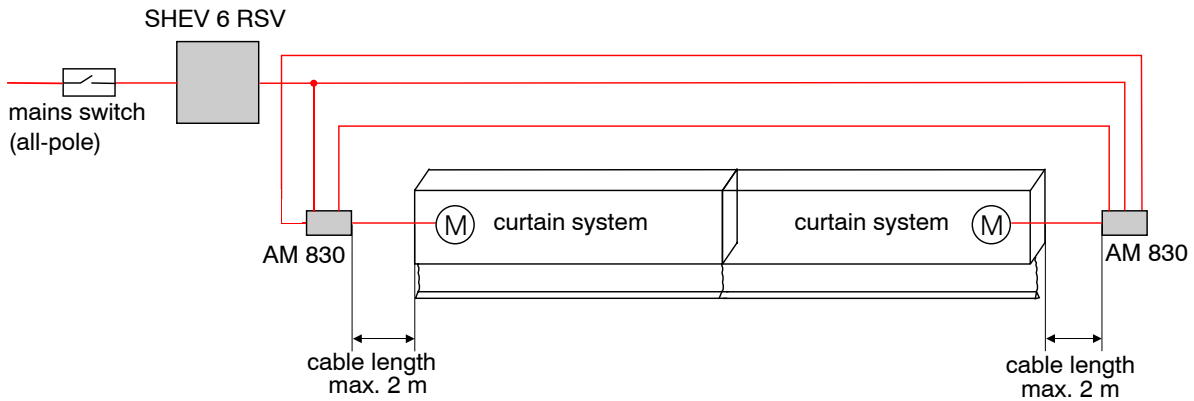 SHEV 6 RSV
mains switch
(all-pole)
M
curtain system
curtain system
M
AM 830
AM 830
cable length
max. 2 m
cable length
max. 2 m